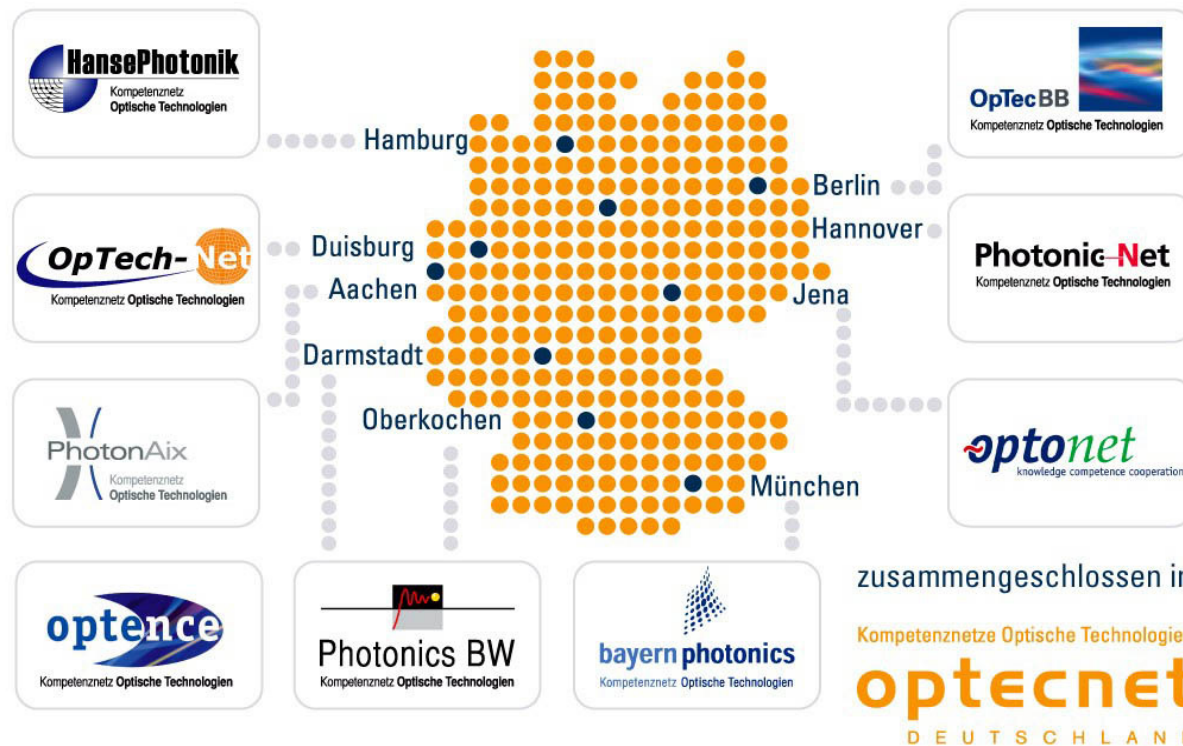 HansePhotonik
Kompetenznetz
Optische Technologien
OpTecBB
Kompetenznetz Optische Technologien
Hamburg
Berlin
Hannover
OpTech-Net
Kompetenznetz Optische Technologien
Duisburg
Aachen
Photonic Net
Kompetenznetz Optische Technologien
Jena
Darmstadt
PhotonAix
Kompetenznetz
Optische Technologien
Oberkochen
optonet
knowledge competence cooperation
München
optence
Kompetenznetz Optische Technologien
Photonics BW
Kompetenznetz Optische Technologien
bayern photonics
Kompetenznetz Optische Technologien
zusammengeschlossen in
Kompetenznetze Optische Technologie
optecnet
DEUTSCHLAN